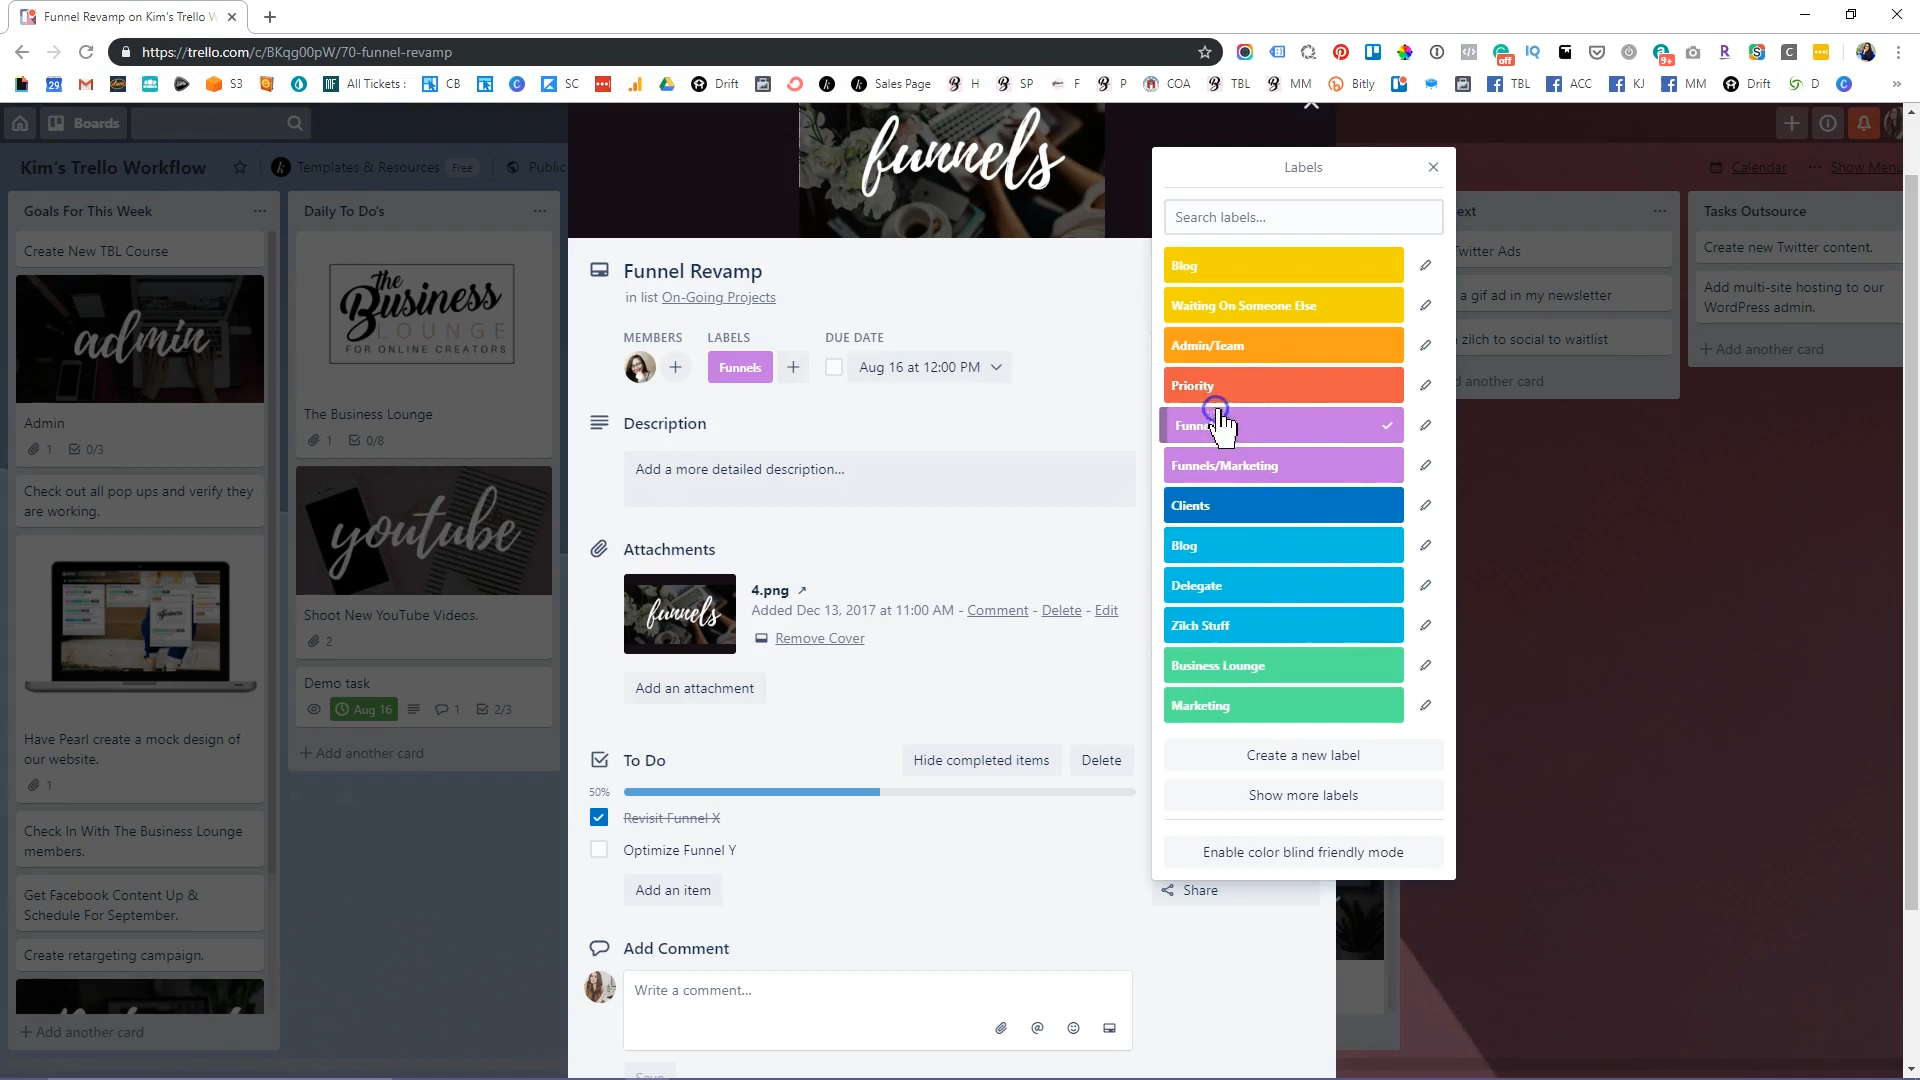 Funnel Revamp on Kim's Trello W
https://trello.com/c/BKqg00pW/70-funnel-revamp
off
IQ
9+
29
S3
All Tickets :
CB
SC
Drift
Sales Page
H
SP
F
P
COA
TBL
MM
Bitly
TBL
ACC
KJ
MM
Drift
D
Boards
Kim's Trello Workflow
Templates & Resources
Free
Public
Calendar
Show Menu
Goals For This Week
Create New TBL Course
admin
Admin
1
0/3
Check out all pop ups and verify they
are working.
Have Pearl create a mock design of
our website.
1
Check In With The Business Lounge
members.
Get Facebook Content Up &
Schedule For September.
Create retargeting campaign.
+ Add another card
Daily To Do's
the
Business
LOUNGE
FOR ONLINE CREATORS
The Business Lounge
1
0/8
youtube
Shoot New YouTube Videos.
2
Demo task
Aug 16
1
2/3
+ Add another card
funnels
Funnel Revamp
in list On-Going Projects
MEMBERS
LABELS
DUE DATE
Funnels
Aug 16 at 12:00 PM
Description
Add a more detailed description...
Attachments
funnels
4.png
Added Dec 13, 2017 at 11:00 AM - Comment - Delete - Edit
Remove Cover
Add an attachment
To Do
Hide completed items
Delete
50%
Revisit Funnel X
Optimize Funnel Y
Add an item
Add Comment
Write a comment...
Save
Share
Labels
Search labels...
Blog
Waiting On Someone Else
Admin/Team
Priority
Funn
Funnels/Marketing
Clients
Blog
Delegate
Zilch Stuff
Business Lounge
Marketing
Create a new label
Show more labels
Enable color blind friendly mode
ext
Twitter Ads
a gif ad in my newsletter
zilch to social to waitlist
d another card
Tasks Outsource
Create new Twitter content.
Add multi-site hosting to our
WordPress admin.
+ Add another card